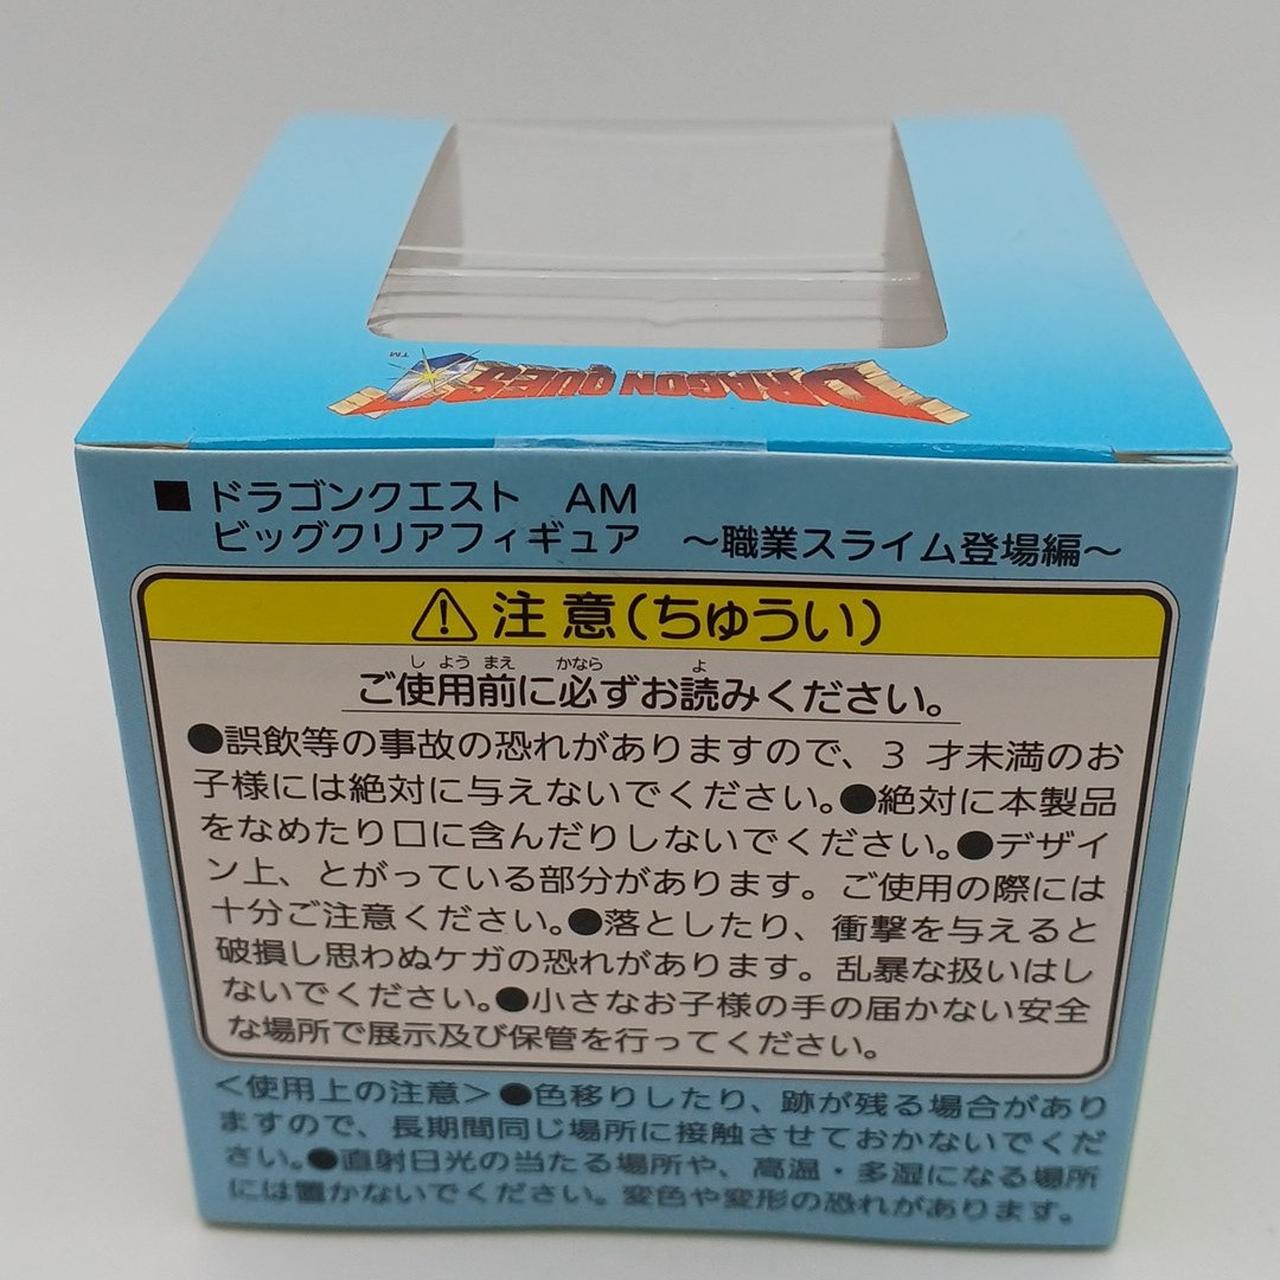 DRAGON QUEST
TM
■ ドラゴンクエスト AM
ビッグクリアフィギュア ～職業スライム登場編～
注意(ちゅうい)
し よう まえ かなら よ
ご使用前に必ずお読みください。
●誤飲等の事故の恐れがありますので、3 才未満のお
子様には絶対に与えないでください。●絶対に本製品
をなめたり口に含んだりしないでください。●デザイ
ン上、とがっている部分があります。ご使用の際には
十分ご注意ください。●落としたり、衝撃を与えると
破損し思わぬケガの恐れがあります。乱暴な扱いはし
ないでください。●小さなお子様の手の届かない安全
な場所で展示及び保管を行ってください。
＜使用上の注意＞●色移りしたり、跡が残る場合があり
ますので、長期間同じ場所に接触させておかないでくだ
さい。●直射日光の当たる場所や、高温・多湿になる場所
には置かないでください。変色や変形の恐れがあります。